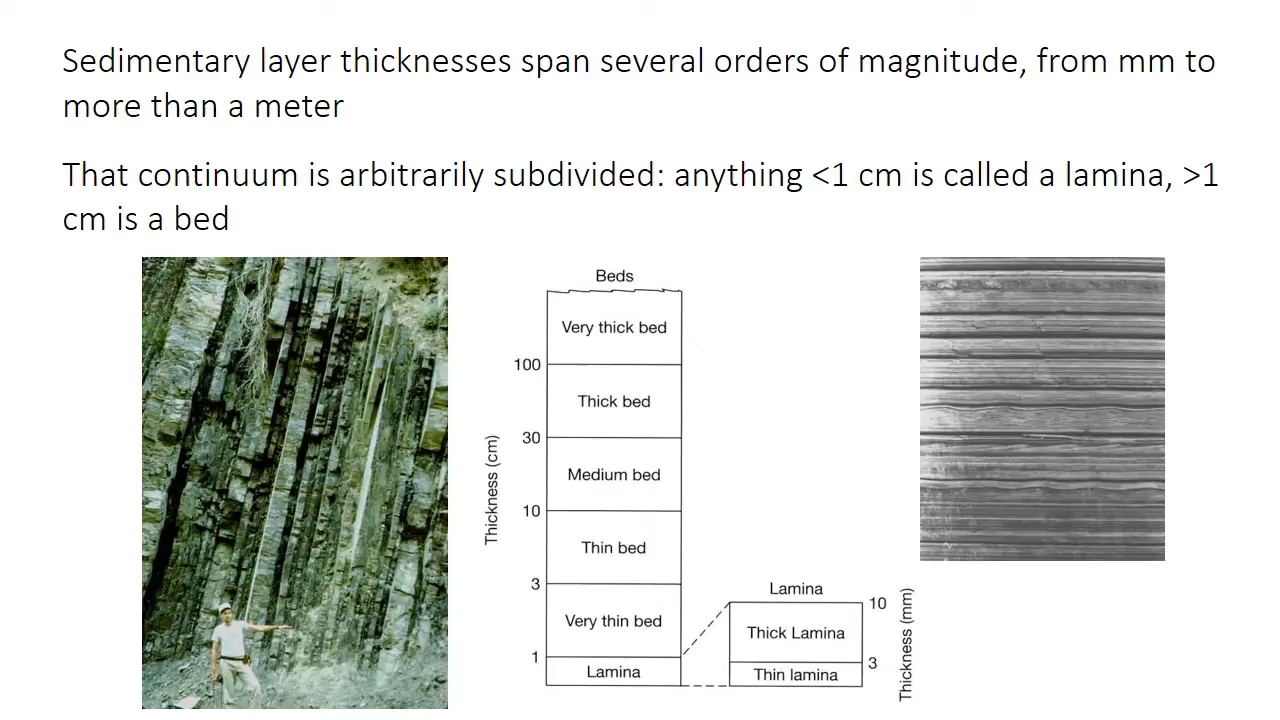 Sedimentary layer thicknesses span several orders of magnitude, from mm to
more than a meter
That continuum is arbitrarily subdivided: anything <1 cm is called a lamina, >1
cm is a bed
Beds
Very thick bed
100
Thick bed
30
Medium bed
10
Thin bed
3
Very thin bed
1
Lamina
Thickness (cm)
Lamina
10
Thick Lamina
3
Thin lamina
Thickness (mm)